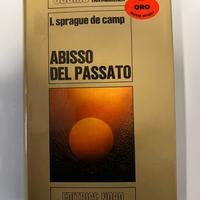 ORO
l. sprague de camp
ABISSO
DEL PASSATO
EDITRICE NORD